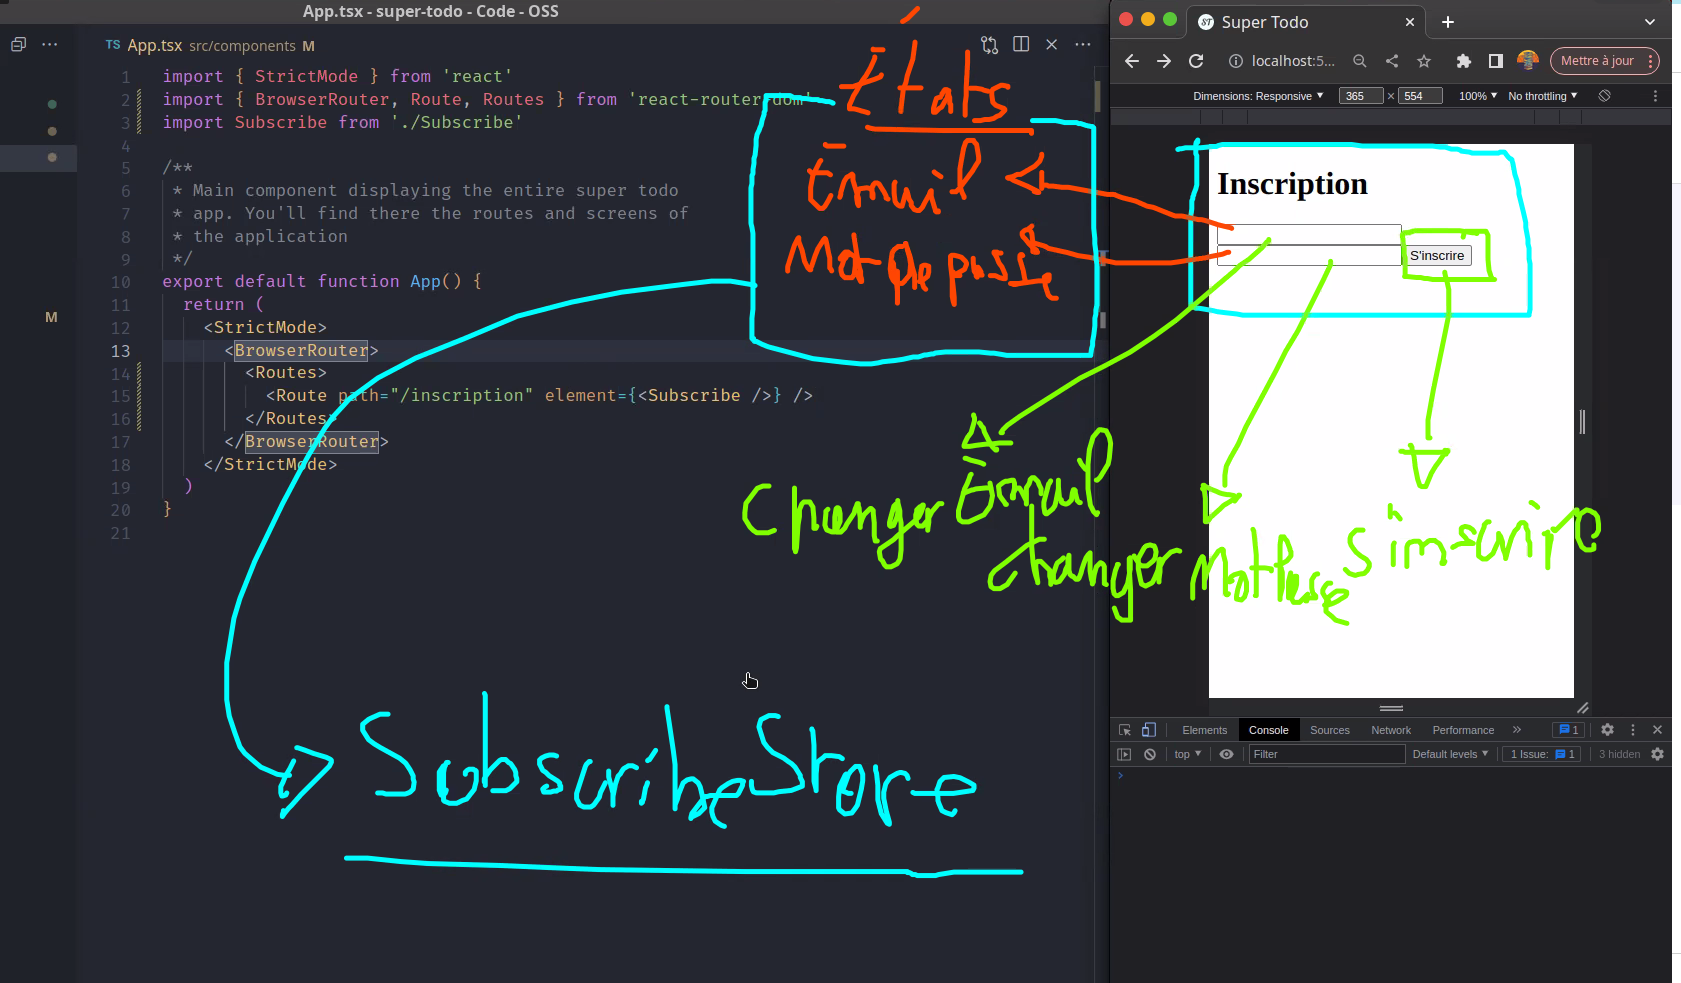 App.tsx - super-todo - Code - OSS
TS App.tsx src/components M
1 import { StrictMode } from 'react'
2 import { BrowserRouter, Route, Routes } from 'react-router-dom'
3 import Subscribe from './Subscribe'
4
5 /**
6 * Main component displaying the entire super todo
7 * app. You'll find there the routes and screens of
8 * the application
9 */
10 export default function App() {
11 return (
12 <StrictMode>
13 <BrowserRouter>
14 <Routes>
15 <Route path="/inscription" element={<Subscribe />} />
16 </Routes>
17 </BrowserRouter>
18 </StrictMode>
19 )
20 }
21
M
États
Email
Mot de passe
Changer Email
changer mot passe
S'inscrire
SubscribeStore
ST Super Todo
localhost:5...
Mettre à jour
Dimensions: Responsive 365 × 554 100% No throttling
Inscription
S'inscrire
Elements Console Sources Network Performance » 1
top Filter Default levels 1 Issue: 1 3 hidden